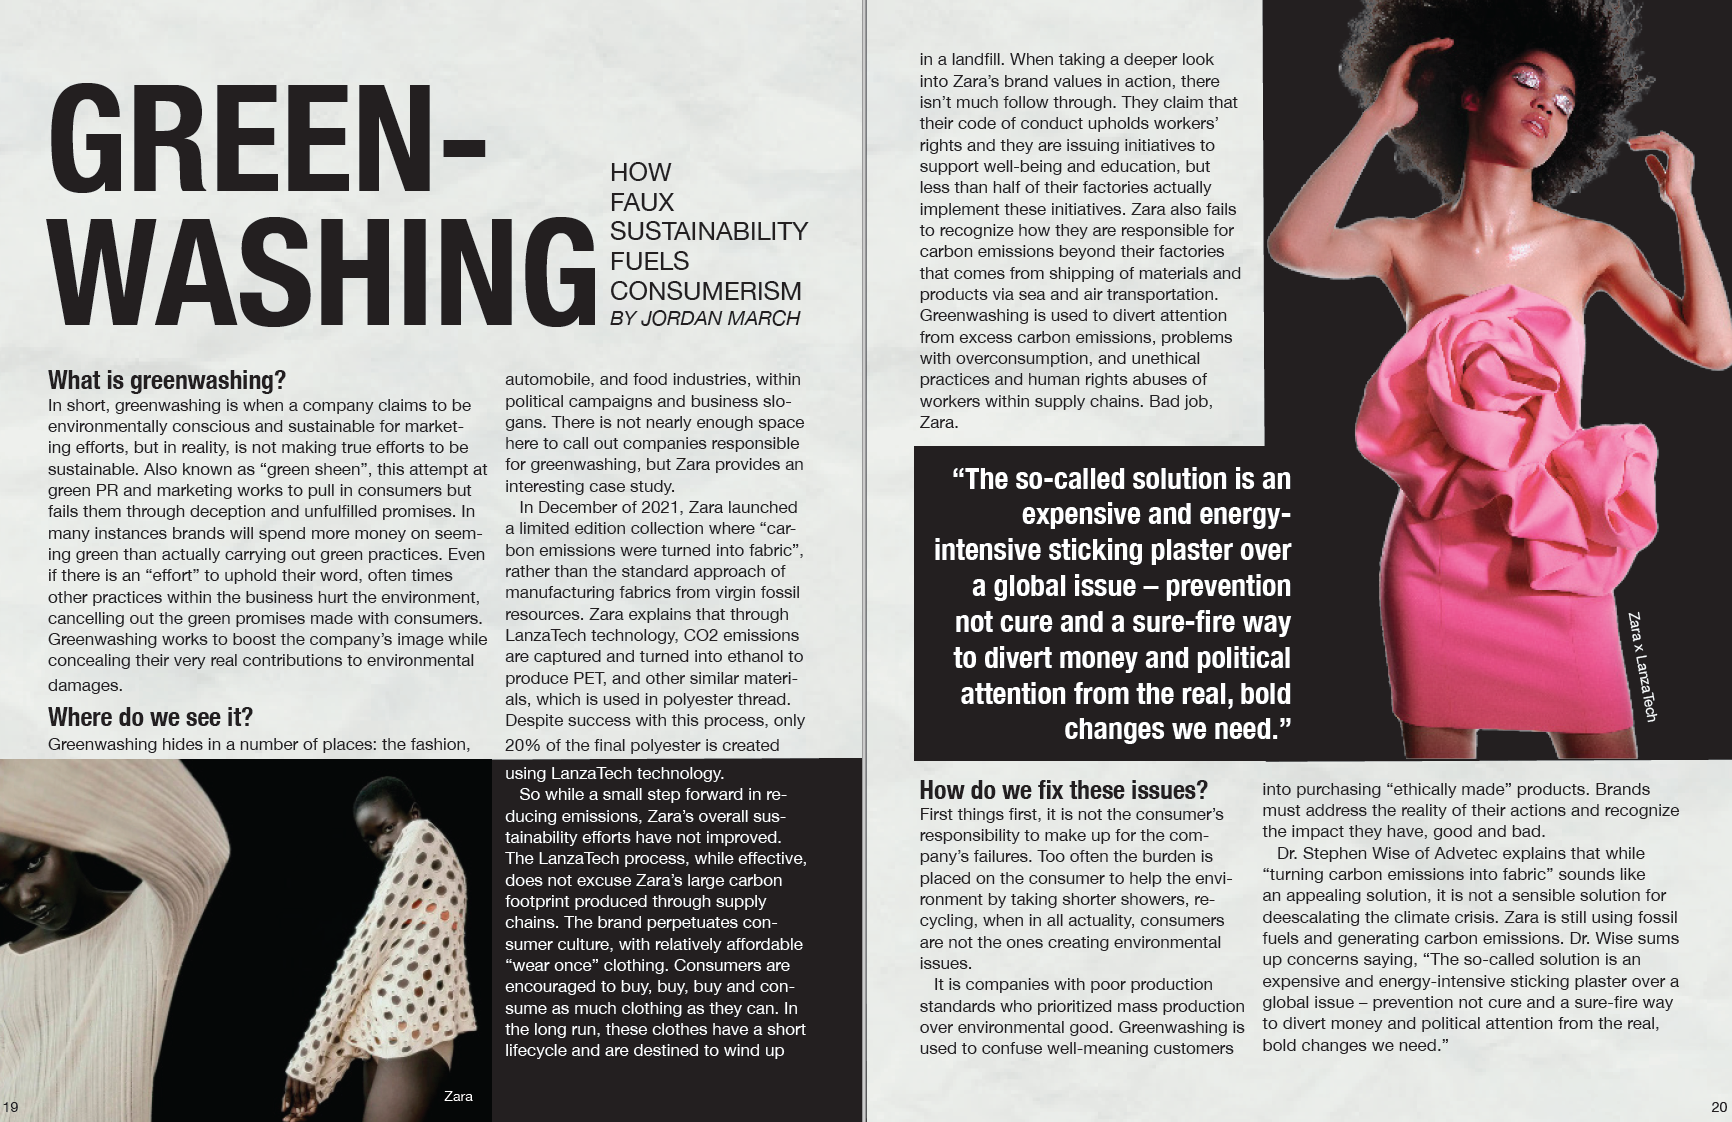 GREEN-
WASHING
HOW
FAUX
SUSTAINABILITY
FUELS
CONSUMERISM
BY JORDAN MARCH
What is greenwashing?
In short, greenwashing is when a company claims to be
environmentally conscious and sustainable for market-
ing efforts, but in reality, is not making true efforts to be
sustainable. Also known as “green sheen”, this attempt at
green PR and marketing works to pull in consumers but
fails them through deception and unfulfilled promises. In
many instances brands will spend more money on seem-
ing green than actually carrying out green practices. Even
if there is an “effort” to uphold their word, often times
other practices within the business hurt the environment,
cancelling out the green promises made with consumers.
Greenwashing works to boost the company’s image while
concealing their very real contributions to environmental
damages.
Where do we see it?
Greenwashing hides in a number of places: the fashion,
automobile, and food industries, within
political campaigns and business slo-
gans. There is not nearly enough space
here to call out companies responsible
for greenwashing, but Zara provides an
interesting case study.
In December of 2021, Zara launched
a limited edition collection where “car-
bon emissions were turned into fabric”,
rather than the standard approach of
manufacturing fabrics from virgin fossil
resources. Zara explains that through
LanzaTech technology, CO2 emissions
are captured and turned into ethanol to
produce PET, and other similar materi-
als, which is used in polyester thread.
Despite success with this process, only
20% of the final polyester is created
using LanzaTech technology.
So while a small step forward in re-
ducing emissions, Zara’s overall sus-
tainability efforts have not improved.
The LanzaTech process, while effective,
does not excuse Zara’s large carbon
footprint produced through supply
chains. The brand perpetuates con-
sumer culture, with relatively affordable
“wear once” clothing. Consumers are
encouraged to buy, buy, buy and con-
sume as much clothing as they can. In
the long run, these clothes have a short
lifecycle and are destined to wind up
Zara
19
in a landfill. When taking a deeper look
into Zara’s brand values in action, there
isn’t much follow through. They claim that
their code of conduct upholds workers’
rights and they are issuing initiatives to
support well-being and education, but
less than half of their factories actually
implement these initiatives. Zara also fails
to recognize how they are responsible for
carbon emissions beyond their factories
that comes from shipping of materials and
products via sea and air transportation.
Greenwashing is used to divert attention
from excess carbon emissions, problems
with overconsumption, and unethical
practices and human rights abuses of
workers within supply chains. Bad job,
Zara.
“The so-called solution is an
expensive and energy-
intensive sticking plaster over
a global issue – prevention
not cure and a sure-fire way
to divert money and political
attention from the real, bold
changes we need.”
Zara x LanzaTech
How do we fix these issues?
First things first, it is not the consumer’s
responsibility to make up for the com-
pany’s failures. Too often the burden is
placed on the consumer to help the envi-
ronment by taking shorter showers, re-
cycling, when in all actuality, consumers
are not the ones creating environmental
issues.
It is companies with poor production
standards who prioritized mass production
over environmental good. Greenwashing is
used to confuse well-meaning customers
into purchasing “ethically made” products. Brands
must address the reality of their actions and recognize
the impact they have, good and bad.
Dr. Stephen Wise of Advetec explains that while
“turning carbon emissions into fabric” sounds like
an appealing solution, it is not a sensible solution for
deescalating the climate crisis. Zara is still using fossil
fuels and generating carbon emissions. Dr. Wise sums
up concerns saying, “The so-called solution is an
expensive and energy-intensive sticking plaster over a
global issue – prevention not cure and a sure-fire way
to divert money and political attention from the real,
bold changes we need.”
20